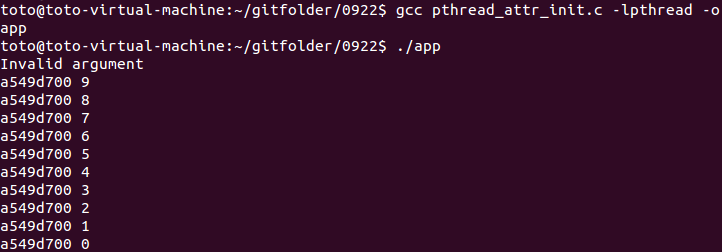 toto@toto-virtual-machine:~/gitfolder/0922$ gcc pthread_attr_init.c -lpthread -o
app
toto@toto-virtual-machine:~/gitfolder/0922$ ./app
Invalid argument
a549d700 9
a549d700 8
a549d700 7
a549d700 6
a549d700 5
a549d700 4
a549d700 3
a549d700 2
a549d700 1
a549d700 0